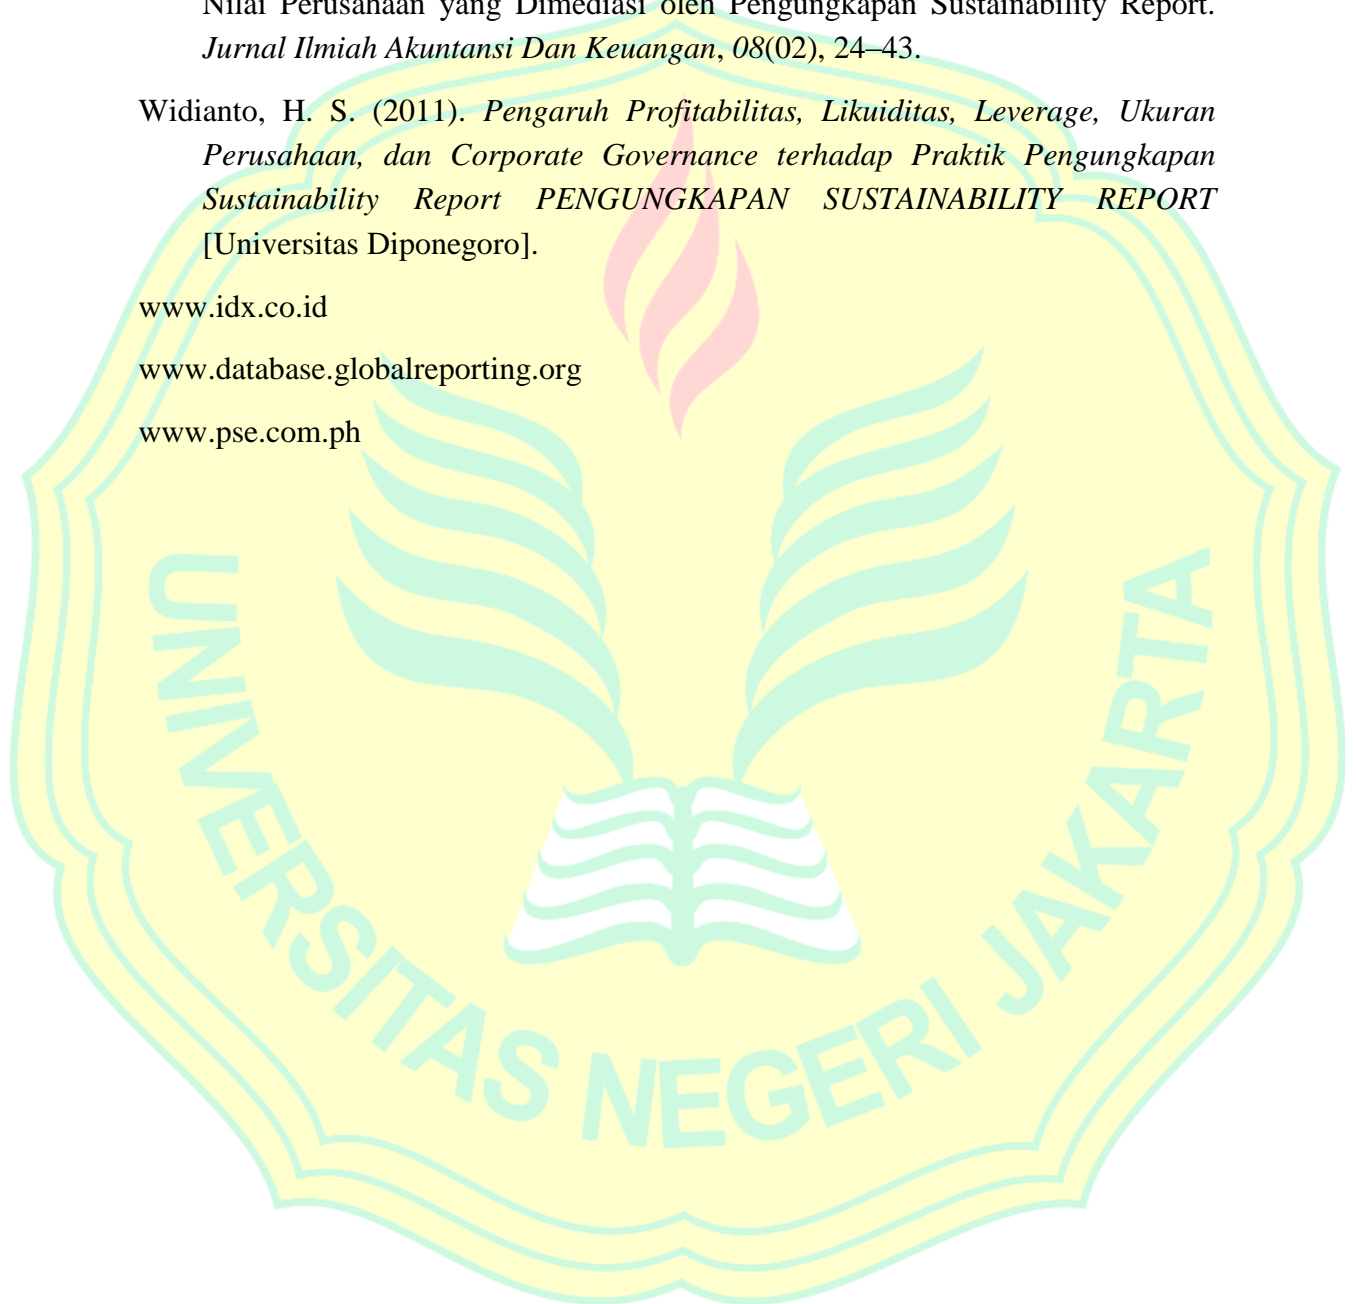 Nilai Perusahaan yang Dimediasi oleh Pengungkapan Sustainability Report.
Jurnal Ilmiah Akuntansi Dan Keuangan, 08(02), 24–43.
Widianto, H. S. (2011). Pengaruh Profitabilitas, Likuiditas, Leverage, Ukuran
Perusahaan, dan Corporate Governance terhadap Praktik Pengungkapan
Sustainability Report PENGUNGKAPAN SUSTAINABILITY REPORT
[Universitas Diponegoro].
www.idx.co.id
www.database.globalreporting.org
www.pse.com.ph
UNIVERSITAS NEGERI JAKARTA